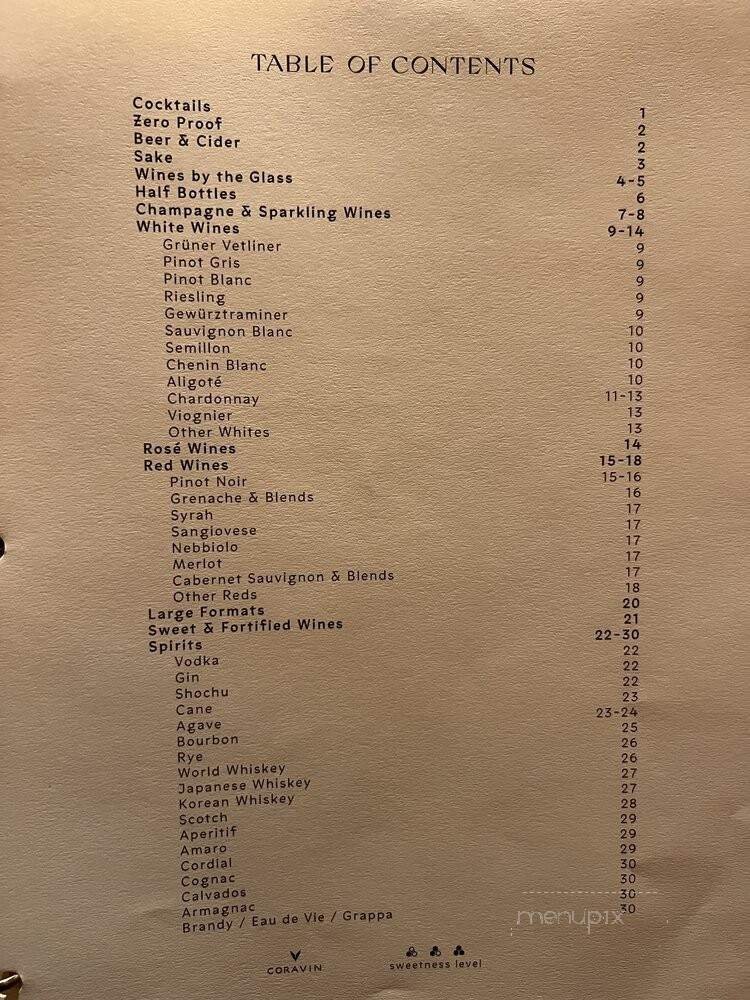 TABLE OF CONTENTS
Cocktails 1
Zero Proof 2
Beer & Cider 2
Sake 3
Wines by the Glass 4-5
Half Bottles 6
Champagne & Sparkling Wines 7-8
White Wines 9-14
Grüner Vetliner 9
Pinot Gris 9
Pinot Blanc 9
Riesling 9
Gewürztraminer 9
Sauvignon Blanc 10
Semillon 10
Chenin Blanc 10
Aligoté 10
Chardonnay 11-13
Viognier 13
Other Whites 13
Rosé Wines 14
Red Wines 15-18
Pinot Noir 15-16
Grenache & Blends 16
Syrah 17
Sangiovese 17
Nebbiolo 17
Merlot 17
Cabernet Sauvignon & Blends 17
Other Reds 18
Large Formats 20
Sweet & Fortified Wines 21
Spirits 22-30
Vodka 22
Gin 22
Shochu 22
Cane 23
Agave 23-24
Bourbon 25
Rye 26
World Whiskey 26
Japanese Whiskey 27
Korean Whiskey 27
Scotch 28
Aperitif 29
Amaro 29
Cordial 29
Cognac 30
Calvados 30
Armagnac 30
Brandy / Eau de Vie / Grappa 30
menupix
CORAVIN sweetness level